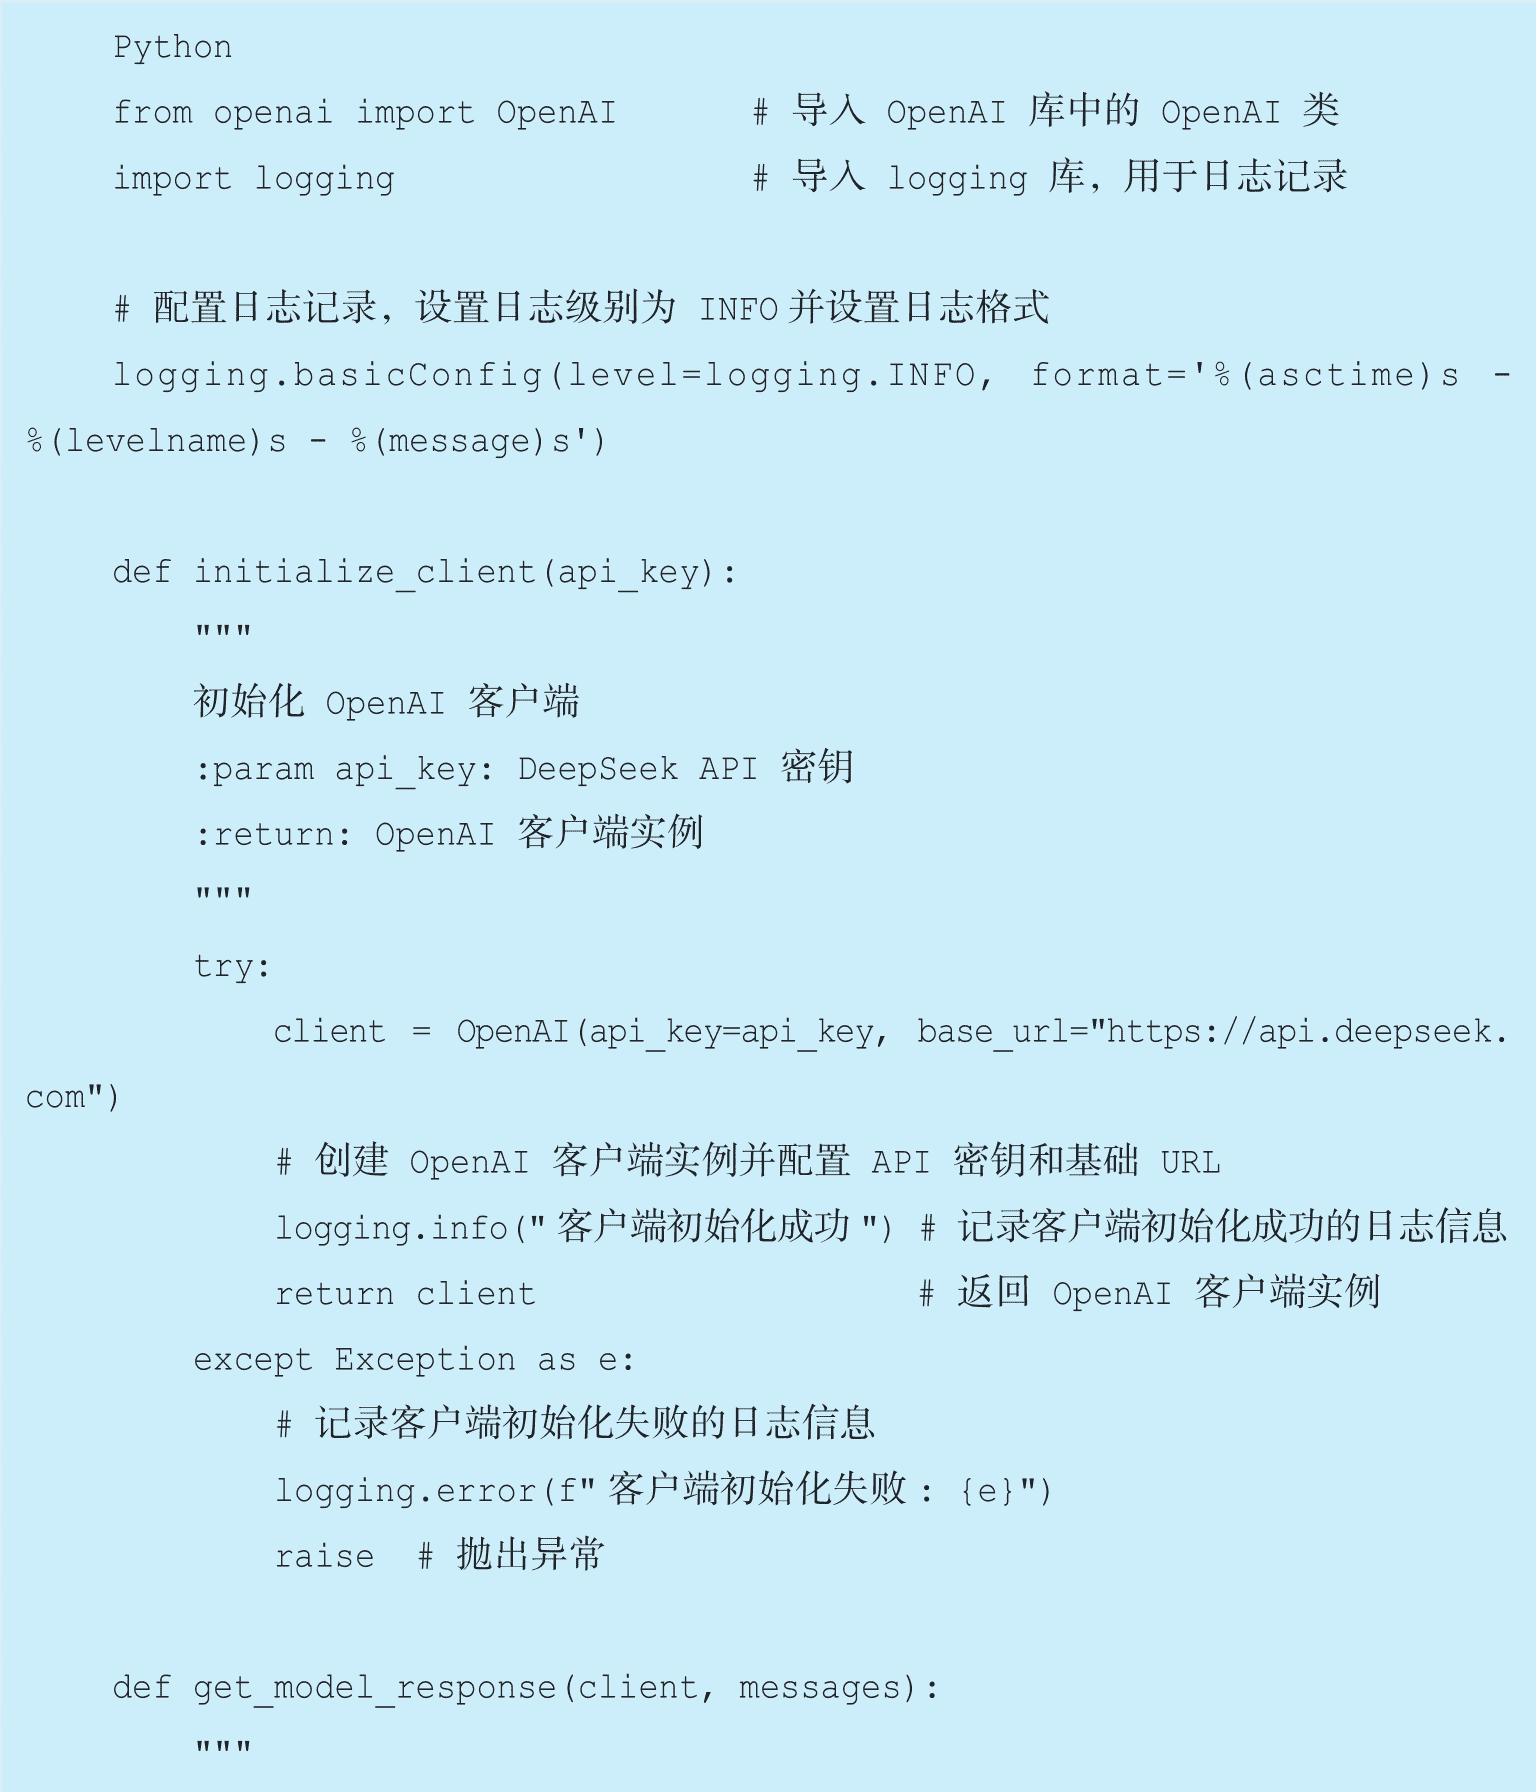 Python
from openai import OpenAI # 导入 OpenAI 库中的 OpenAI 类
import logging # 导入 logging 库，用于日志记录
# 配置日志记录，设置日志级别为 INFO 并设置日志格式
logging.basicConfig(level=logging.INFO, format='%(asctime)s -
%(levelname)s - %(message)s')
def initialize_client(api_key):
"""
初始化 OpenAI 客户端
:param api_key: DeepSeek API 密钥
:return: OpenAI 客户端实例
"""
try:
client = OpenAI(api_key=api_key, base_url="https://api.deepseek.
com")
# 创建 OpenAI 客户端实例并配置 API 密钥和基础 URL
logging.info("客户端初始化成功") # 记录客户端初始化成功的日志信息
return client # 返回 OpenAI 客户端实例
except Exception as e:
# 记录客户端初始化失败的日志信息
logging.error(f"客户端初始化失败: {e}")
raise # 抛出异常
def get_model_response(client, messages):
"""